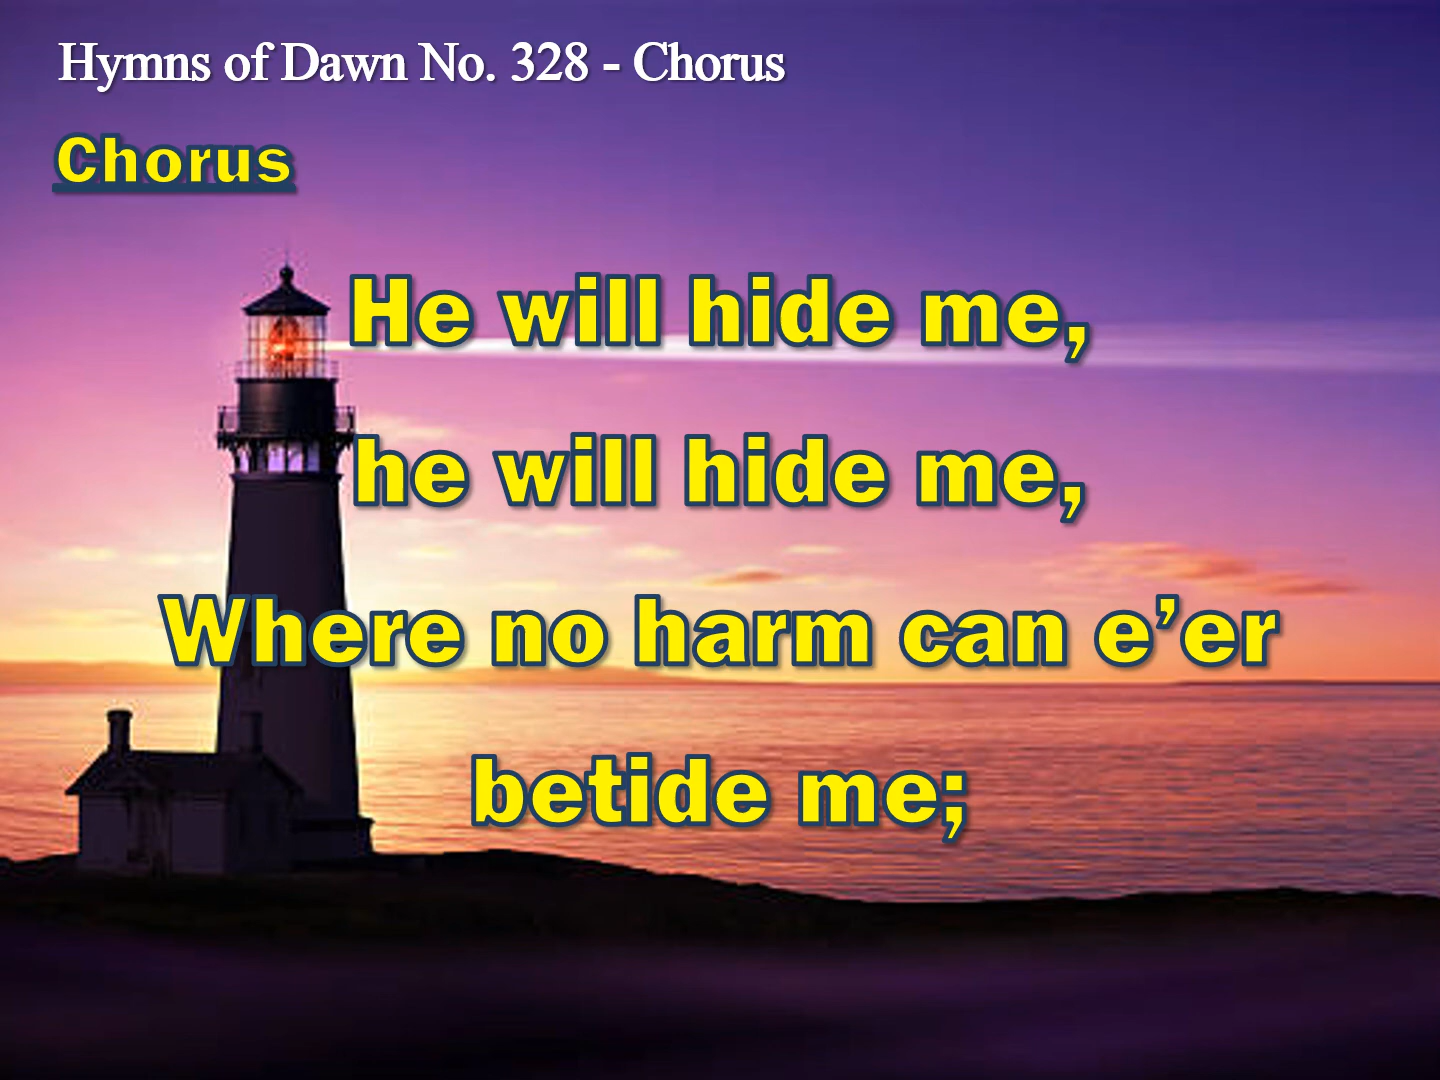 Hymns of Dawn No. 328 - Chorus
Chorus
He will hide me,
he will hide me,
Where no harm can e’er
betide me;